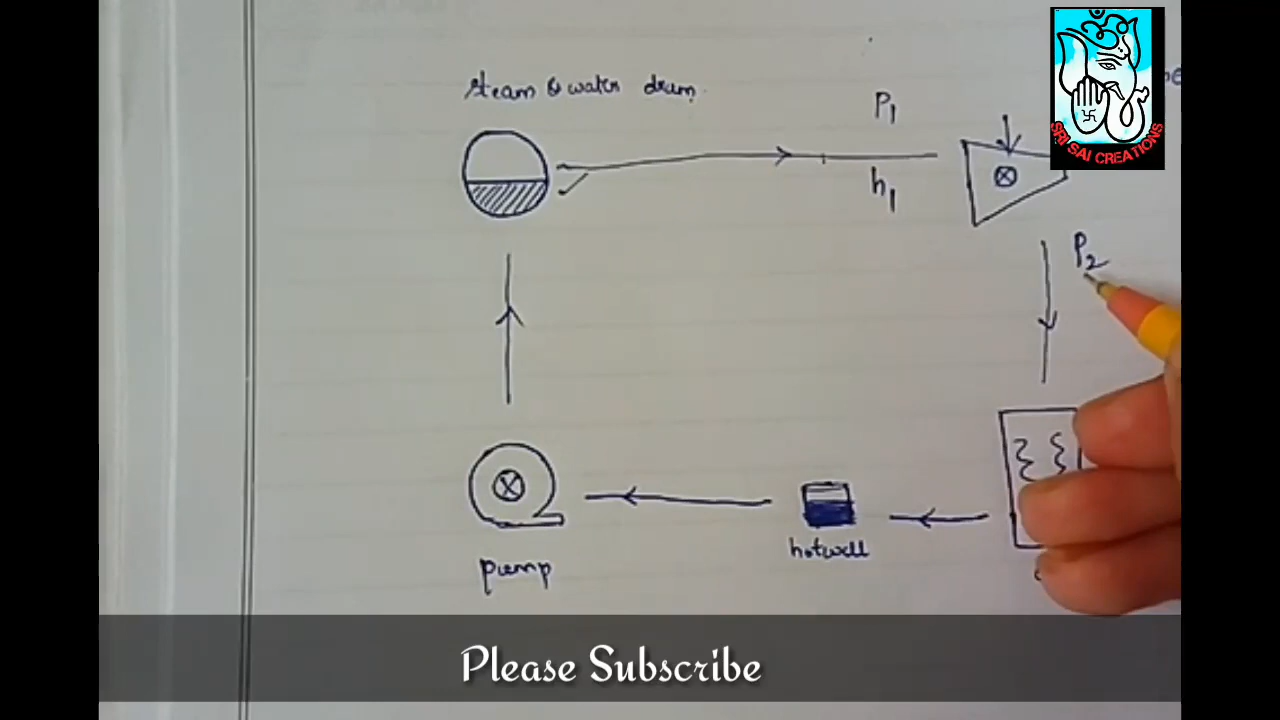 steam & water drum
P1
h1
P2
hotwell
pump
SRI SAI CREATIONS
Please Subscribe